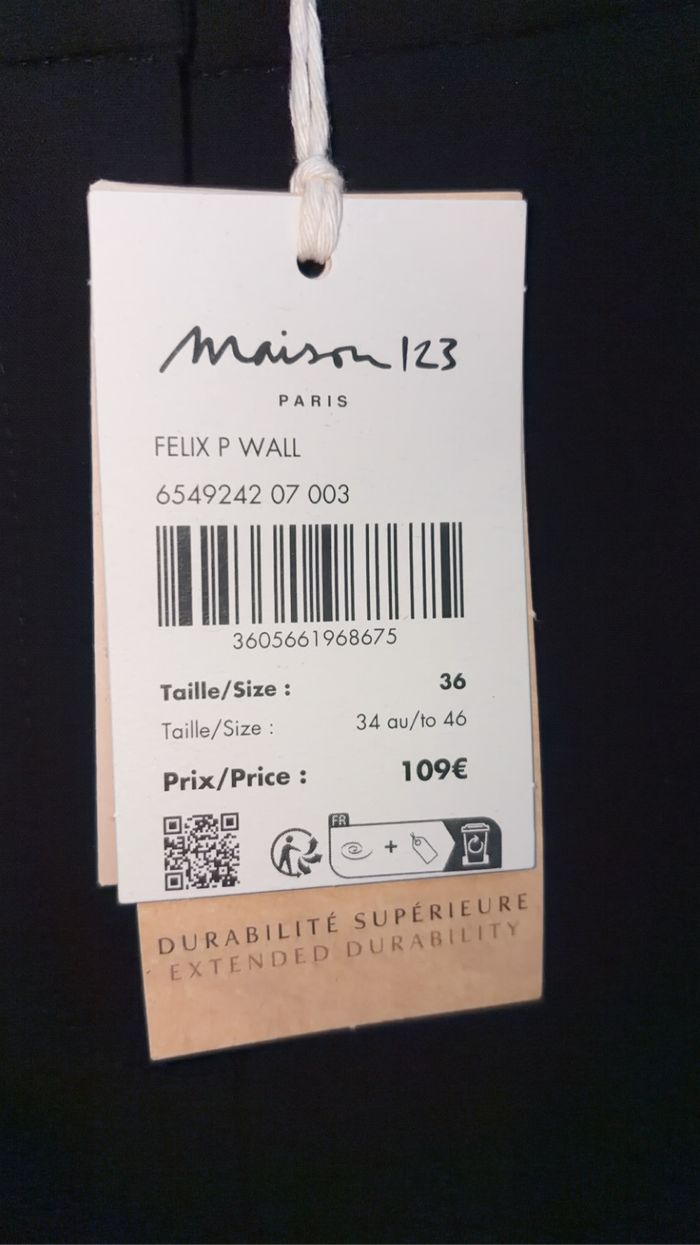 maison 123
PARIS
FELIX P WALL
6549242 07 003
3605661968675
Taille/Size : 36
Taille/Size : 34 au/to 46
Prix/Price : 109€
FR
+
DURABILITÉ SUPÉRIEURE
EXTENDED DURABILITY